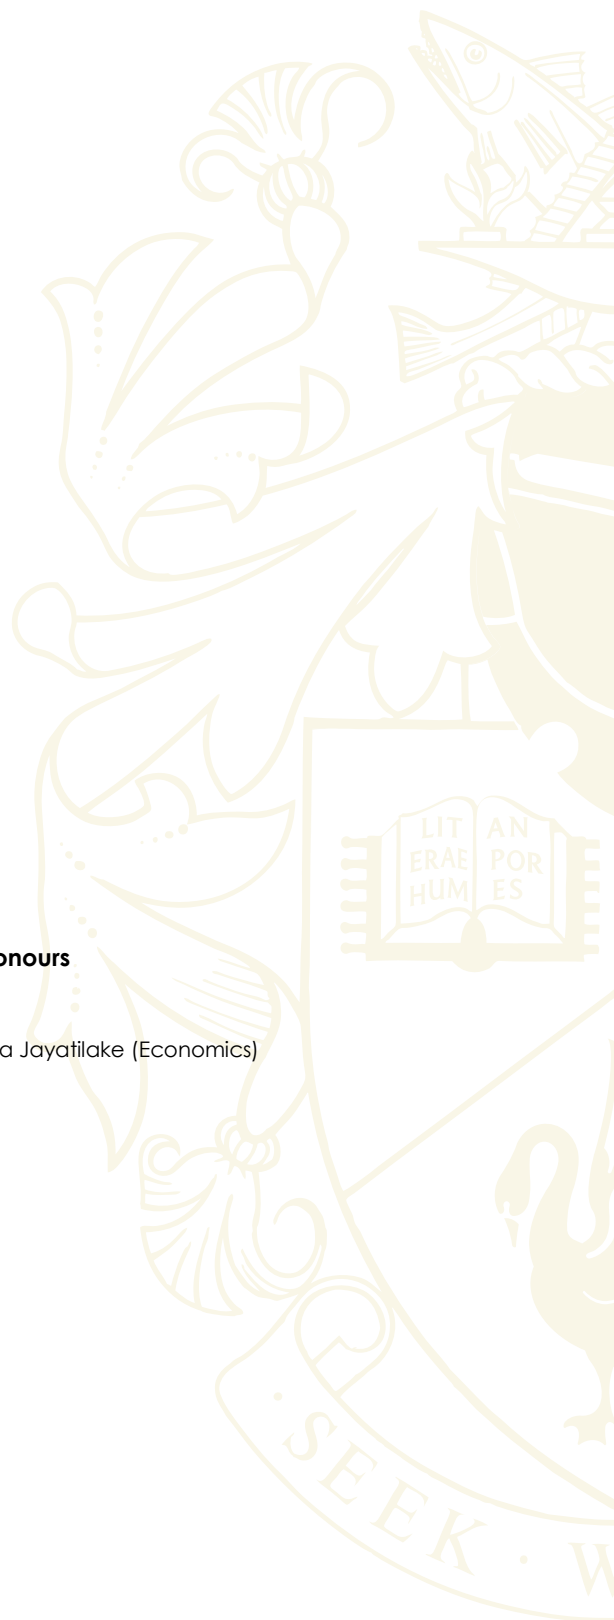 LIT AN
ERAE POR
HUM ES
onours
a Jayatilake (Economics)
· SEEK · W